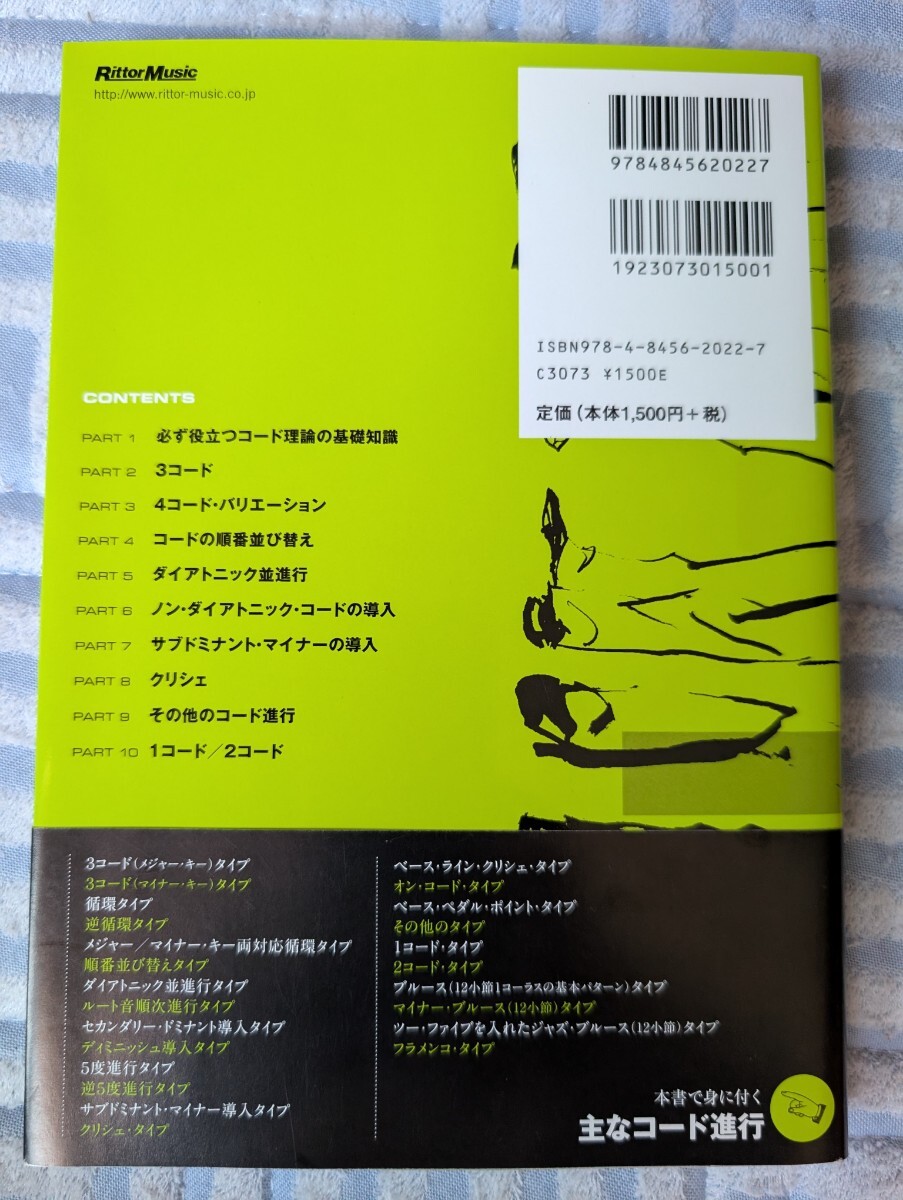 RittorMusic
http://www.rittor-music.co.jp
9784845620227
1923073015001
ISBN978-4-8456-2022-7
C3073 ¥1500E
定価（本体1,500円＋税）
CONTENTS
PART 1 必ず役立つコード理論の基礎知識
PART 2 3コード
PART 3 4コード・バリエーション
PART 4 コードの順番並び替え
PART 5 ダイアトニック並進行
PART 6 ノン・ダイアトニック・コードの導入
PART 7 サブドミナント・マイナーの導入
PART 8 クリシェ
PART 9 その他のコード進行
PART 10 1コード／2コード
3コード（メジャー・キー）タイプ
3コード（マイナー・キー）タイプ
循環タイプ
逆循環タイプ
メジャー／マイナー・キー両対応循環タイプ
順番並び替えタイプ
ダイアトニック並進行タイプ
ルート音順次進行タイプ
セカンダリー・ドミナント導入タイプ
ディミニッシュ導入タイプ
5度進行タイプ
逆5度進行タイプ
サブドミナント・マイナー導入タイプ
クリシェ・タイプ
ベース・ライン・クリシェ・タイプ
オン・コード・タイプ
ベース・ペダル・ポイント・タイプ
その他のタイプ
1コード・タイプ
2コード・タイプ
ブルース（12小節1コーラスの基本パターン）タイプ
マイナー・ブルース（12小節）タイプ
ツー・ファイブを入れたジャズ・ブルース（12小節）タイプ
フラメンコ・タイプ
本書で身に付く
主なコード進行